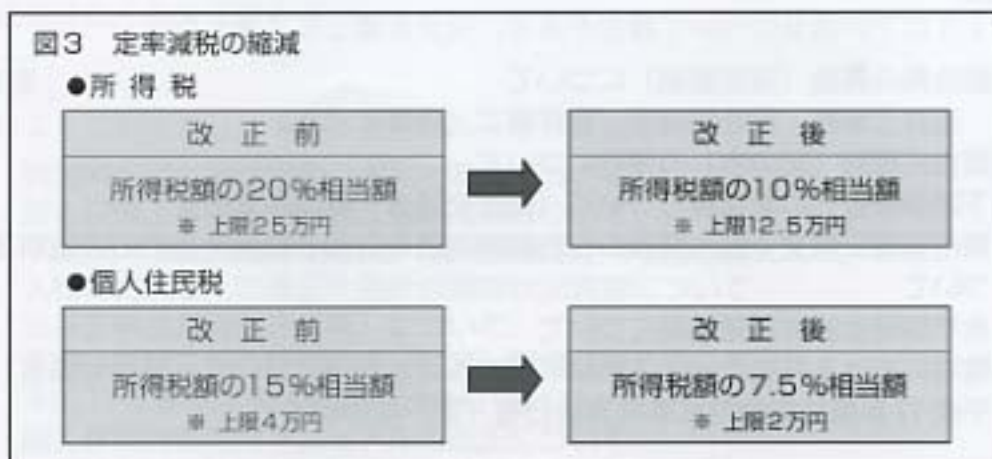 図3 定率減税の縮減
●所 得 税
改 正 前
所得税額の20%相当額
※ 上限25万円
改 正 後
所得税額の10%相当額
※ 上限12.5万円
●個人住民税
改 正 前
所得税額の15%相当額
※ 上限4万円
改 正 後
所得税額の7.5%相当額
※ 上限2万円